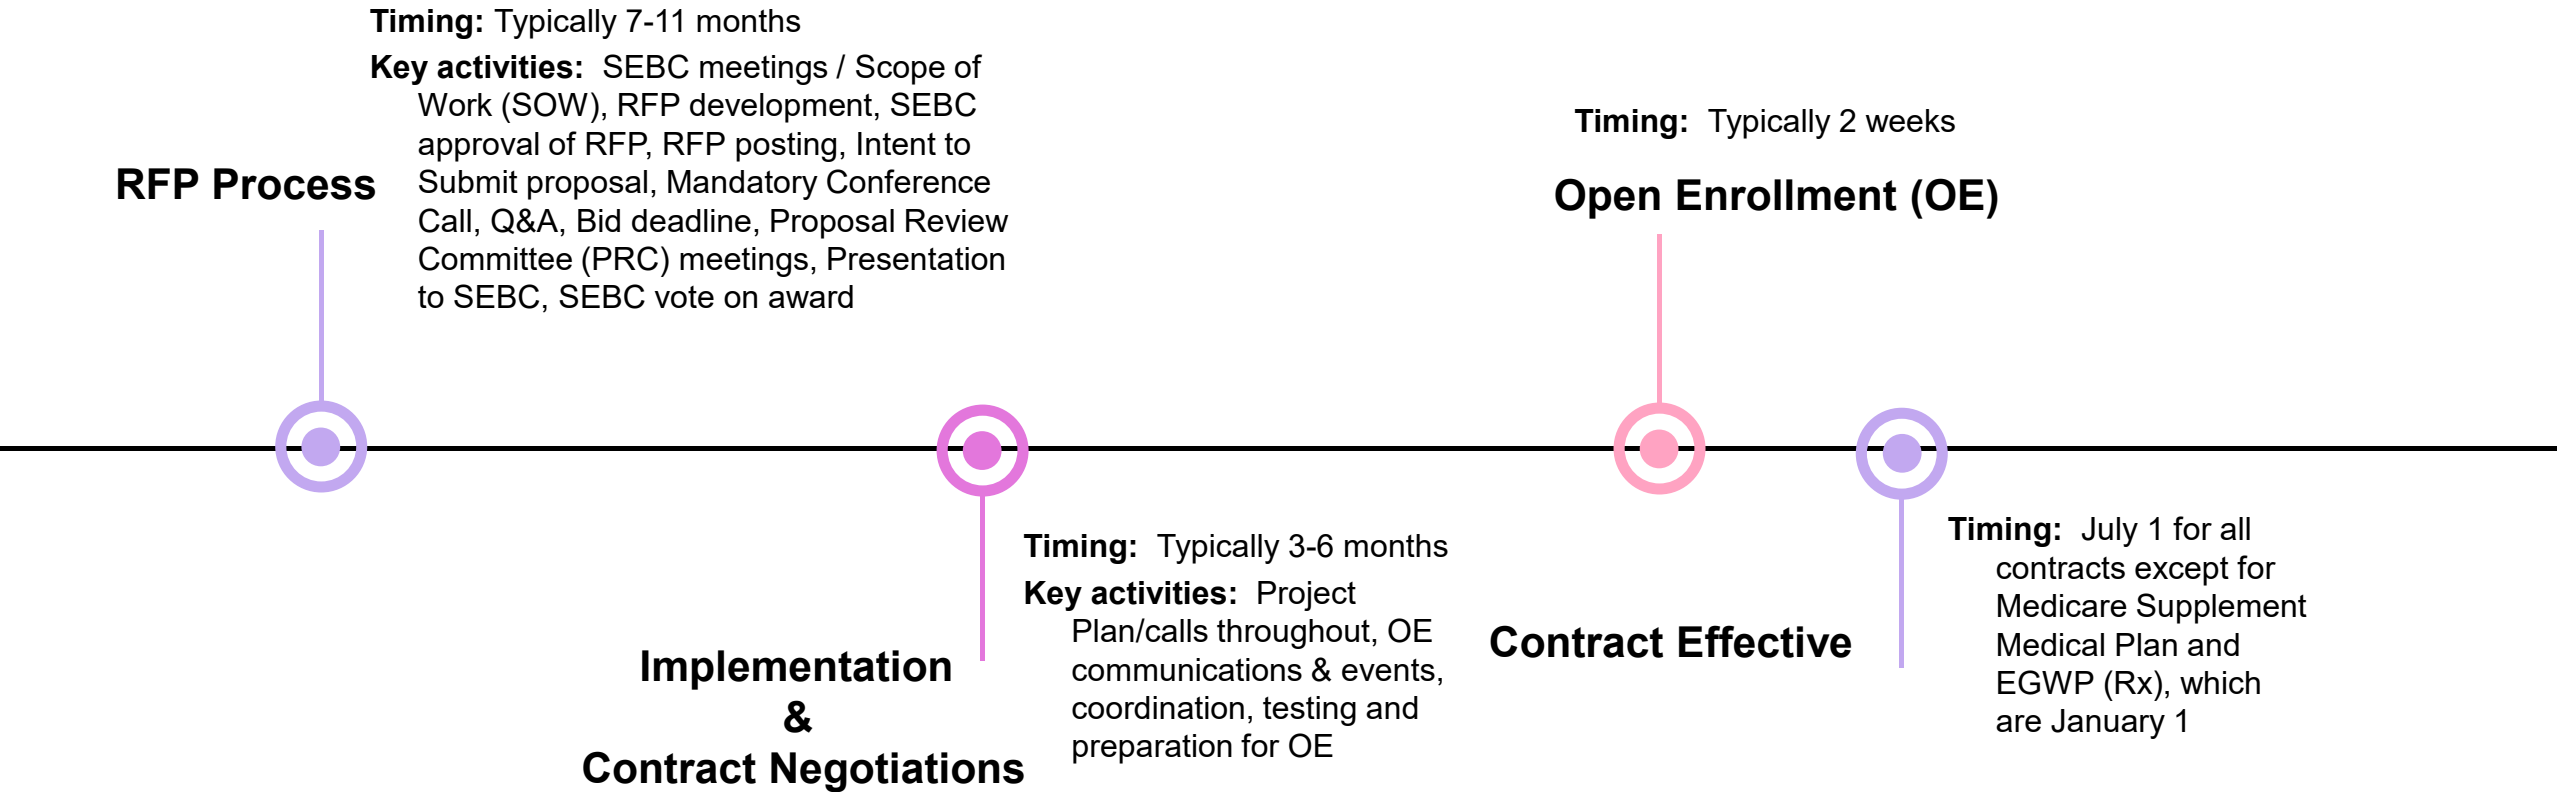 RFP Process
Timing: Typically 7-11 months
Key activities: SEBC meetings / Scope of
Work (SOW), RFP development, SEBC
approval of RFP, RFP posting, Intent to
Submit proposal, Mandatory Conference
Call, Q&A, Bid deadline, Proposal Review
Committee (PRC) meetings, Presentation
to SEBC, SEBC vote on award
Implementation
&
Contract Negotiations
Timing: Typically 3-6 months
Key activities: Project
Plan/calls throughout, OE
communications & events,
coordination, testing and
preparation for OE
Timing: Typically 2 weeks
Open Enrollment (OE)
Contract Effective
Timing: July 1 for all
contracts except for
Medicare Supplement
Medical Plan and
EGWP (Rx), which
are January 1